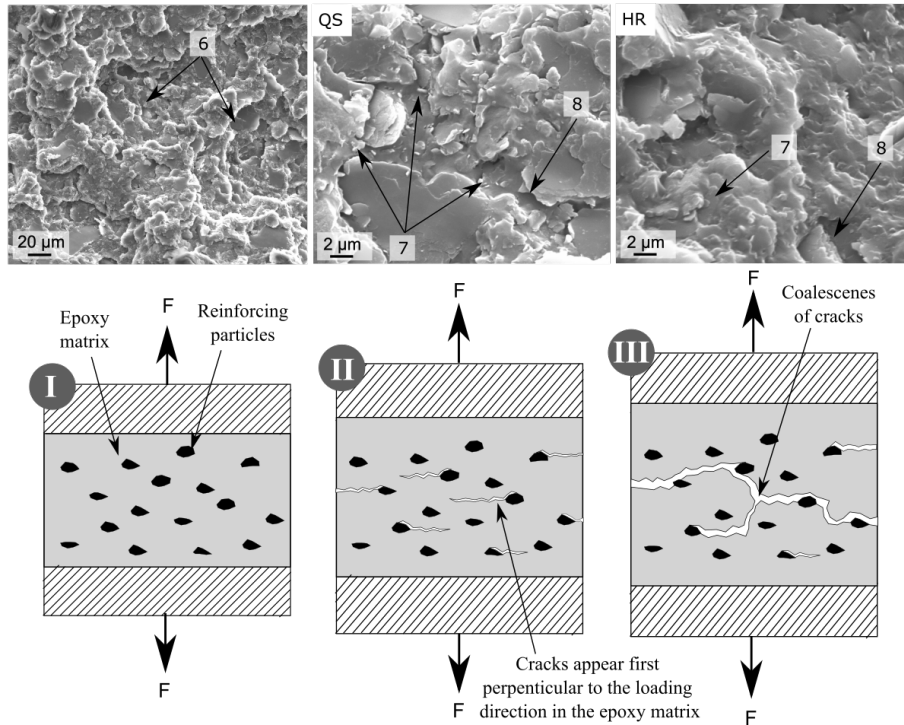 6
20 µm
QS
8
7
2 µm
HR
7
8
2 µm
F
Epoxy
matrix
Reinforcing
particles
I
F
F
II
Cracks appear first
perpenticular to the loading
direction in the epoxy matrix
F
F
Coalescenes
of cracks
III
F